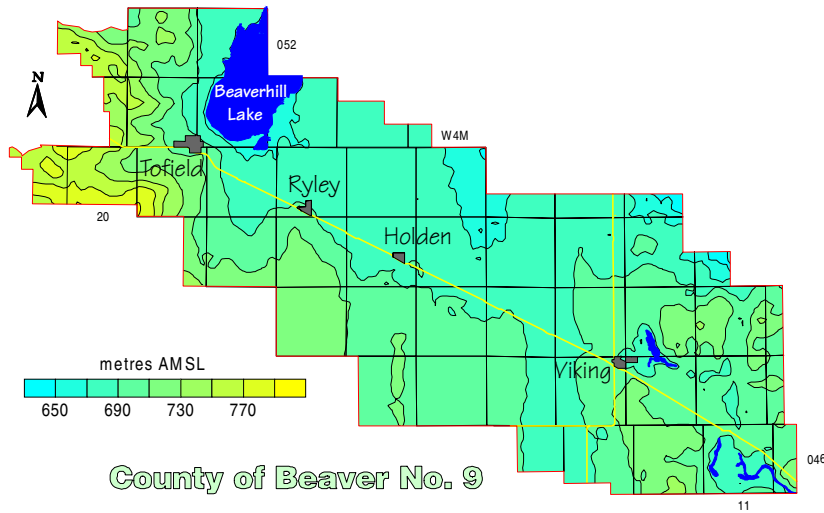 052
N
Beaverhill
Lake
W4M
Tofield
Ryley
20
Holden
metres AMSL
650 690 730 770
Viking
046
County of Beaver No. 9
11